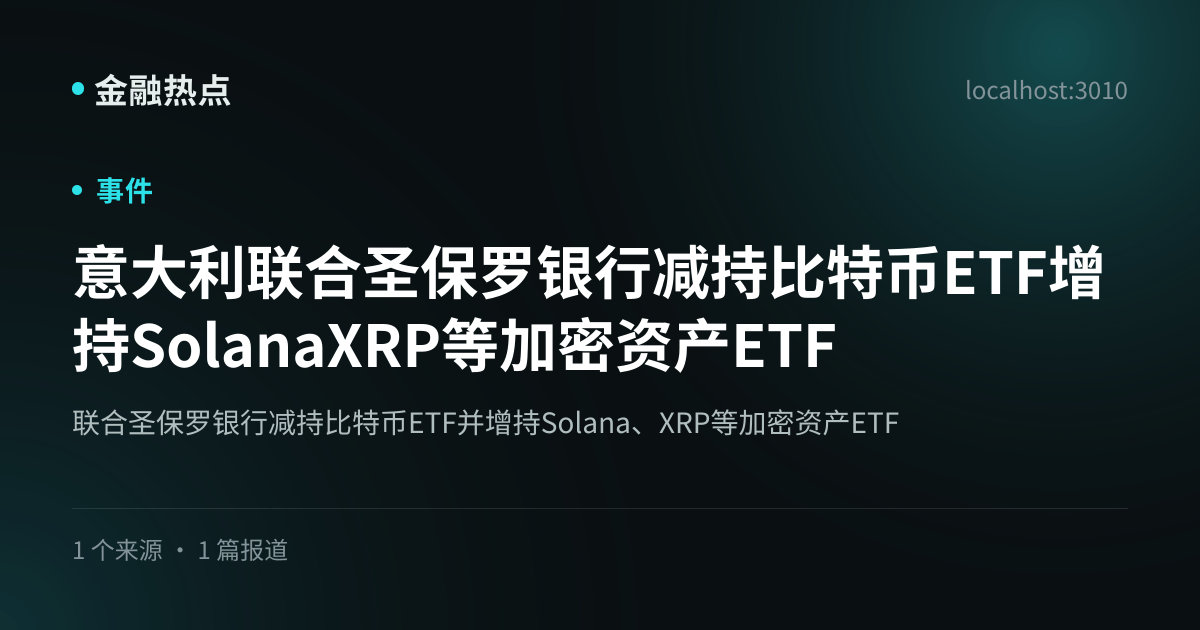 金融热点
localhost:3010
事件
意大利联合圣保罗银行减持比特币ETF增
持SolanaXRP等加密资产ETF
联合圣保罗银行减持比特币ETF并增持Solana、XRP等加密资产ETF
1 个来源 · 1 篇报道